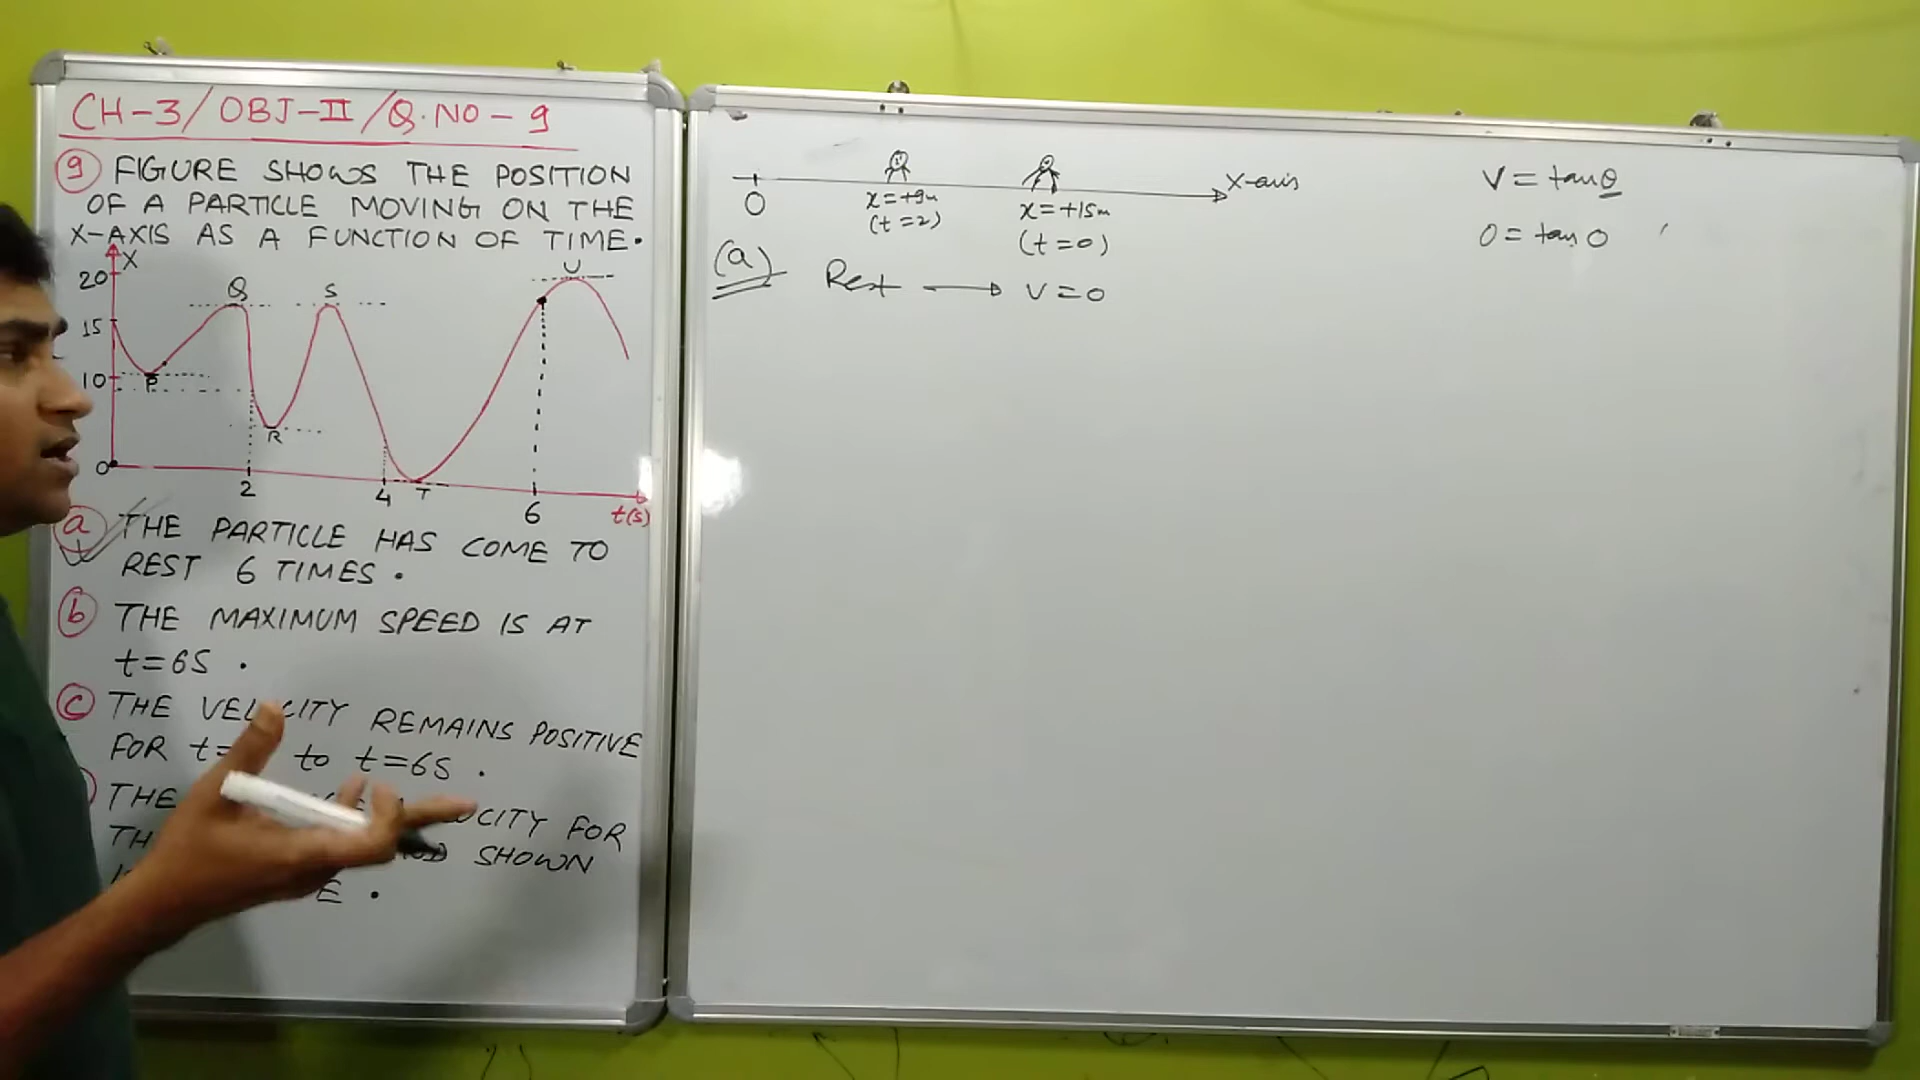 CH-3/OBJ-II/Q.NO-9
9 FIGURE SHOWS THE POSITION
OF A PARTICLE MOVING ON THE
X-AXIS AS A FUNCTION OF TIME.
X
20
15
10
0
P
Q
R
S
T
U
2
4
6
t(s)
a THE PARTICLE HAS COME TO
REST 6 TIMES.
b THE MAXIMUM SPEED IS AT
t=6S.
c THE VELOCITY REMAINS POSITIVE
FOR t= to t=6S.
THE FOR
SHOWN
0
x=+9m
(t=2)
x=+15m
(t=0)
X-axis
(a) Rest → V=0
V = tanθ
0 = tan 0